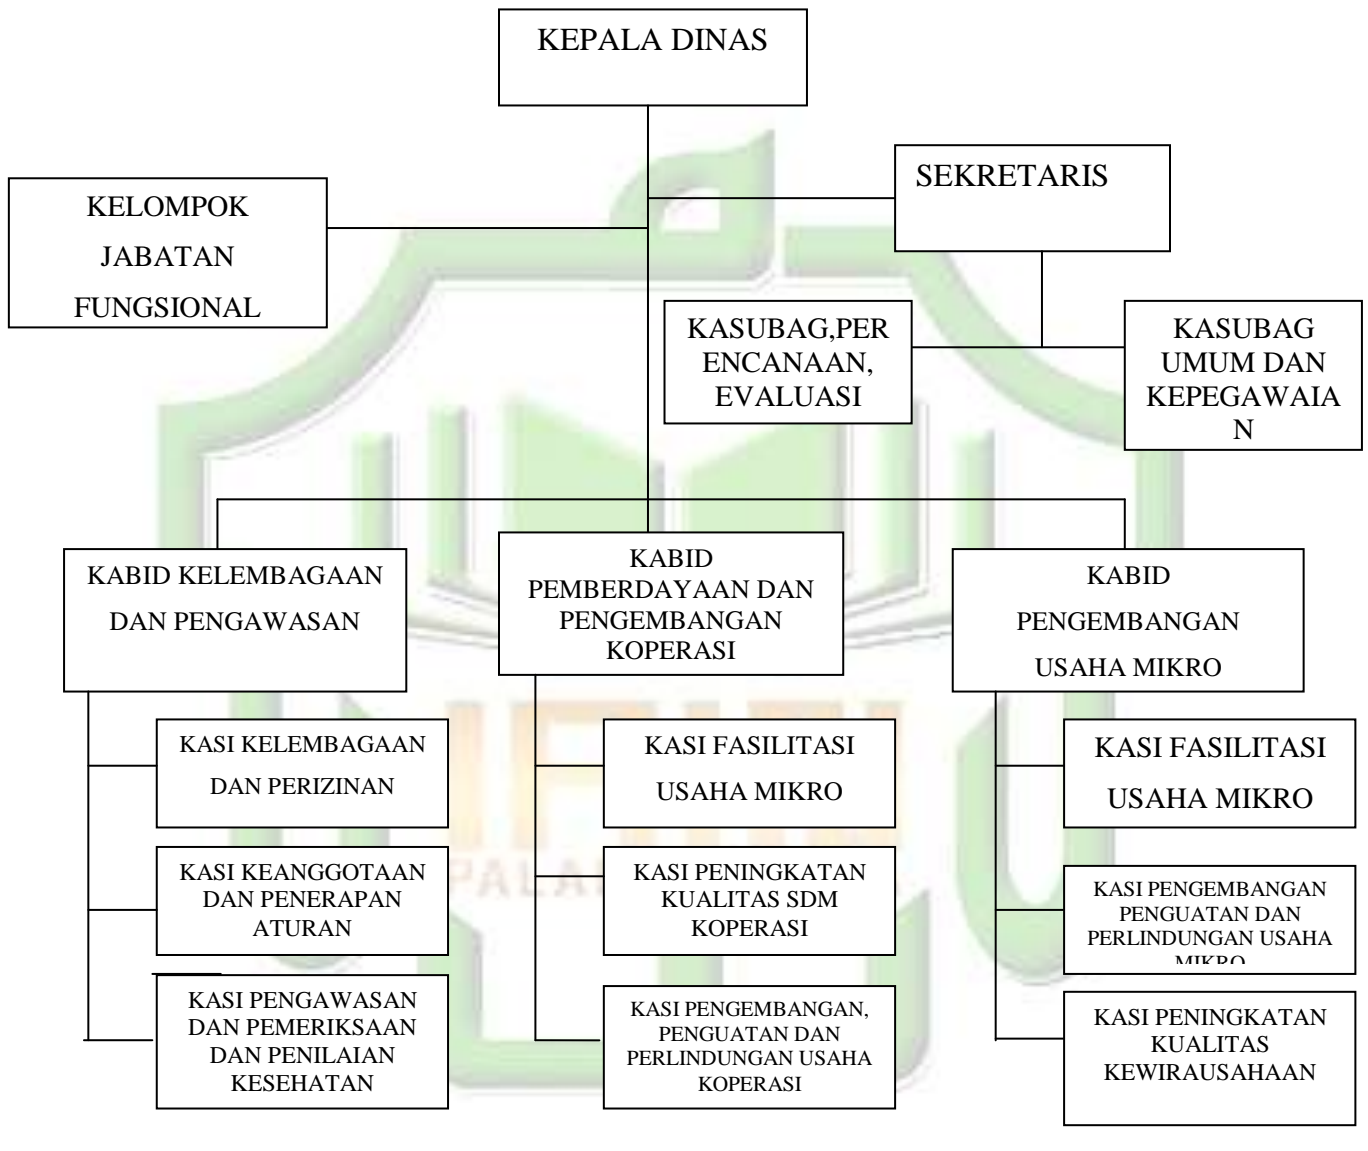 KEPALA DINAS
SEKRETARIS
KELOMPOK
JABATAN
FUNGSIONAL
KASUBAG,PER
ENCANAAN,
EVALUASI
KASUBAG
UMUM DAN
KEPEGAWAIA
N
KABID KELEMBAGAAN
DAN PENGAWASAN
KABID
PEMBERDAYAAN DAN
PENGEMBANGAN
KOPERASI
KABID
PENGEMBANGAN
USAHA MIKRO
KASI KELEMBAGAAN
DAN PERIZINAN
KASI KEANGGOTAAN
DAN PENERAPAN
ATURAN
KASI PENGAWASAN
DAN PEMERIKSAAN
DAN PENILAIAN
KESEHATAN
KASI FASILITASI
USAHA MIKRO
KASI PENINGKATAN
KUALITAS SDM
KOPERASI
KASI PENGEMBANGAN,
PENGUATAN DAN
PERLINDUNGAN USAHA
KOPERASI
KASI FASILITASI
USAHA MIKRO
KASI PENGEMBANGAN
PENGUATAN DAN
PERLINDUNGAN USAHA
MIKRO
KASI PENINGKATAN
KUALITAS
KEWIRAUSAHAAN